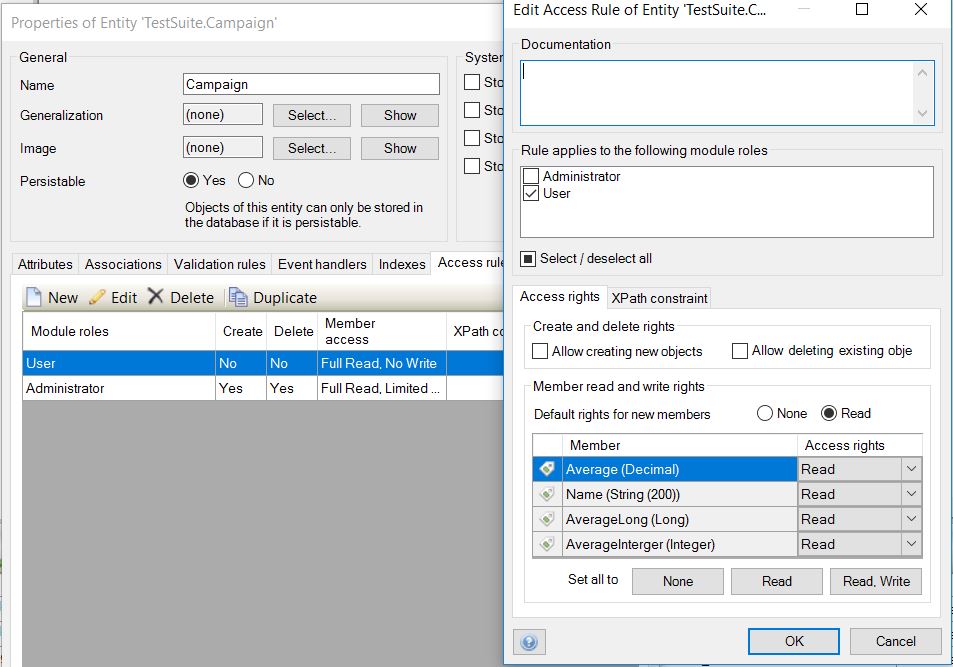 Properties of Entity 'TestSuite.Campaign'
General
Name
Campaign
Generalization
(none)
Select...
Show
Image
(none)
Select...
Show
Persistable
Yes
No
Objects of this entity can only be stored in
the database if it is persistable.
System
Sto
Sto
Sto
Sto
Attributes
Associations
Validation rules
Event handlers
Indexes
Access rule
New
Edit
Delete
Duplicate
Module roles
Create
Delete
Member
access
XPath co
User
No
No
Full Read, No Write
Administrator
Yes
Yes
Full Read, Limited ...
Edit Access Rule of Entity 'TestSuite.C...
Documentation
Rule applies to the following module roles
Administrator
User
Select / deselect all
Access rights
XPath constraint
Create and delete rights
Allow creating new objects
Allow deleting existing obje
Member read and write rights
Default rights for new members
None
Read
Member
Access rights
Average (Decimal)
Read
Name (String (200))
Read
AverageLong (Long)
Read
AverageInterger (Integer)
Read
Set all to
None
Read
Read, Write
OK
Cancel